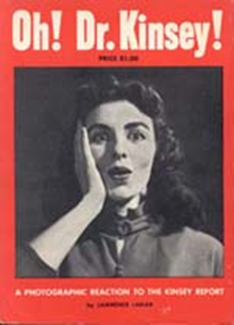 Oh! Dr. Kinsey!
PRICE $1.00
A PHOTOGRAPHIC REACTION TO THE KINSEY REPORT
by LAWRENCE LARIAR